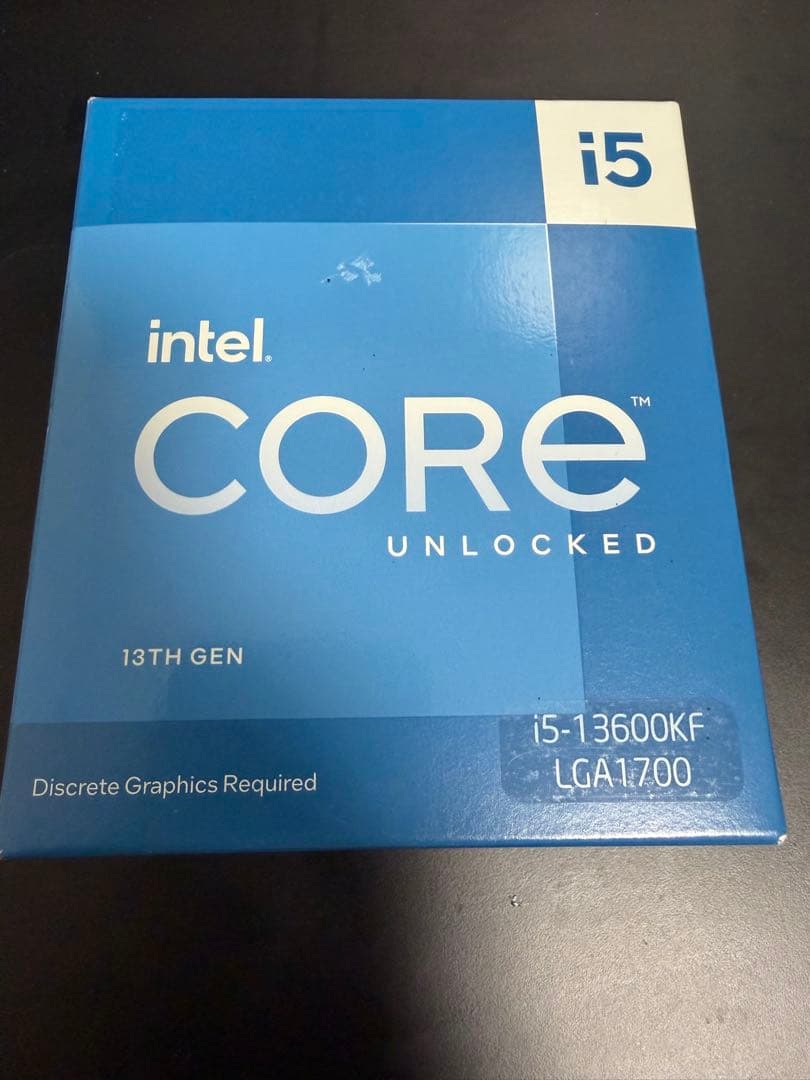 i5
intel®
CORe™
UNLOCKED
13TH GEN
i5-13600KF
LGA1700
Discrete Graphics Required